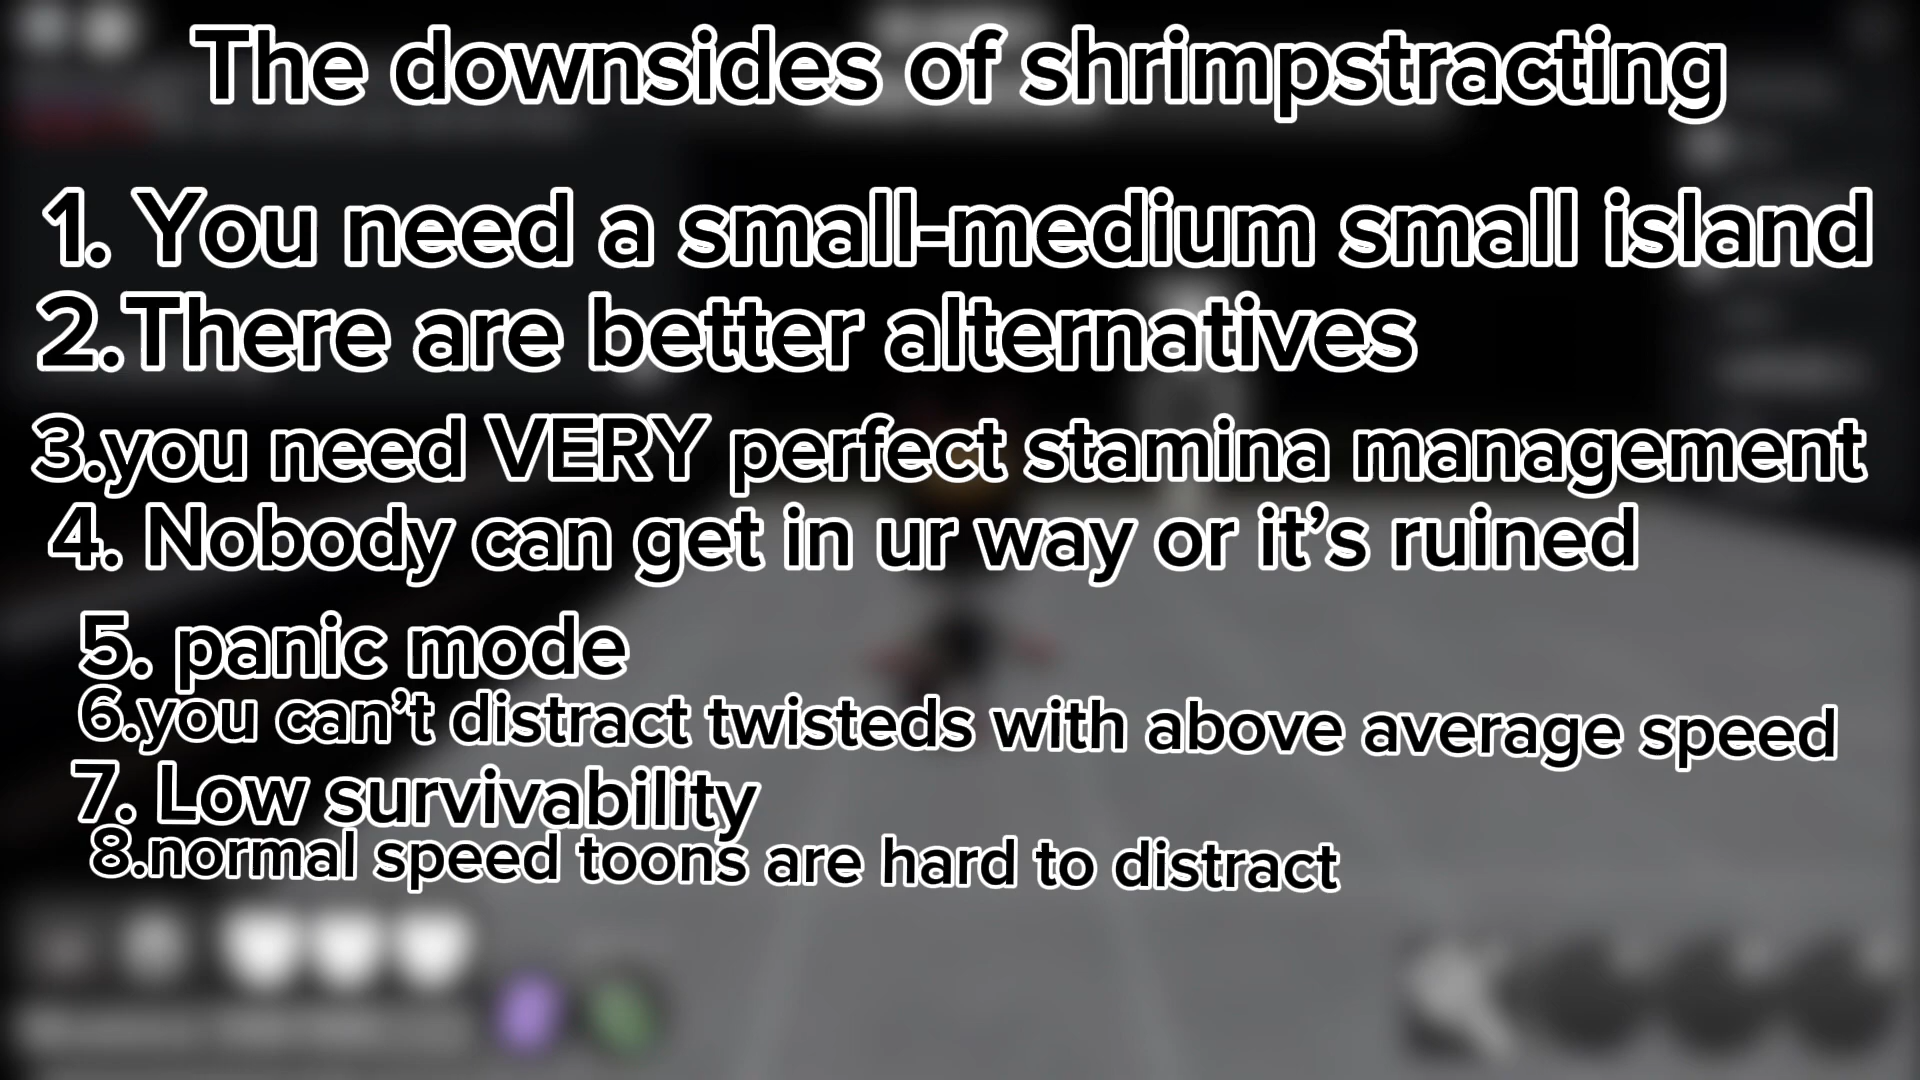 The downsides of shrimpstracting
1. You need a small-medium small island
2.There are better alternatives
3.you need VERY perfect stamina management
4. Nobody can get in ur way or it’s ruined
5. panic mode
6.you can’t distract twisteds with above average speed
7. Low survivability
8.normal speed toons are hard to distract